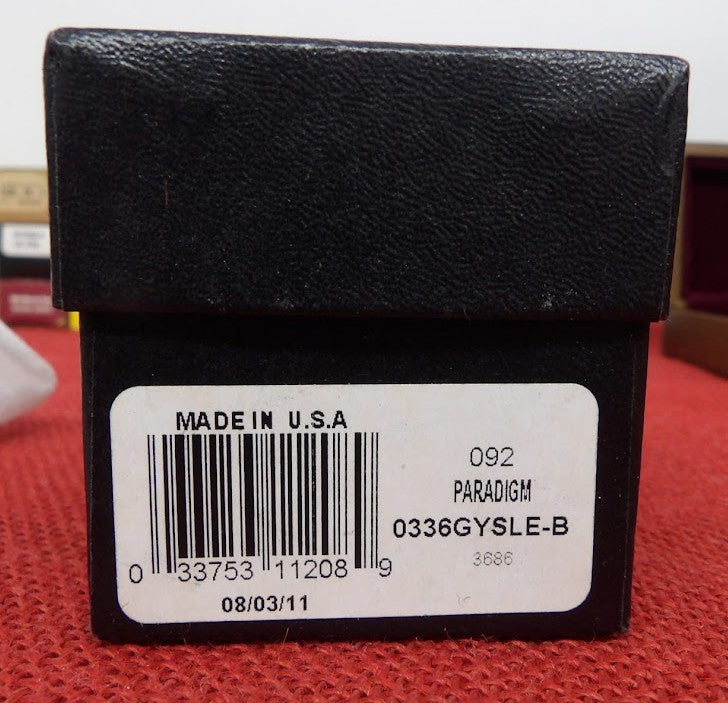 MADE IN U.S.A
0 33753 11208 9
08/03/11
092
PARADIGM
0336GYSLE-B
3686